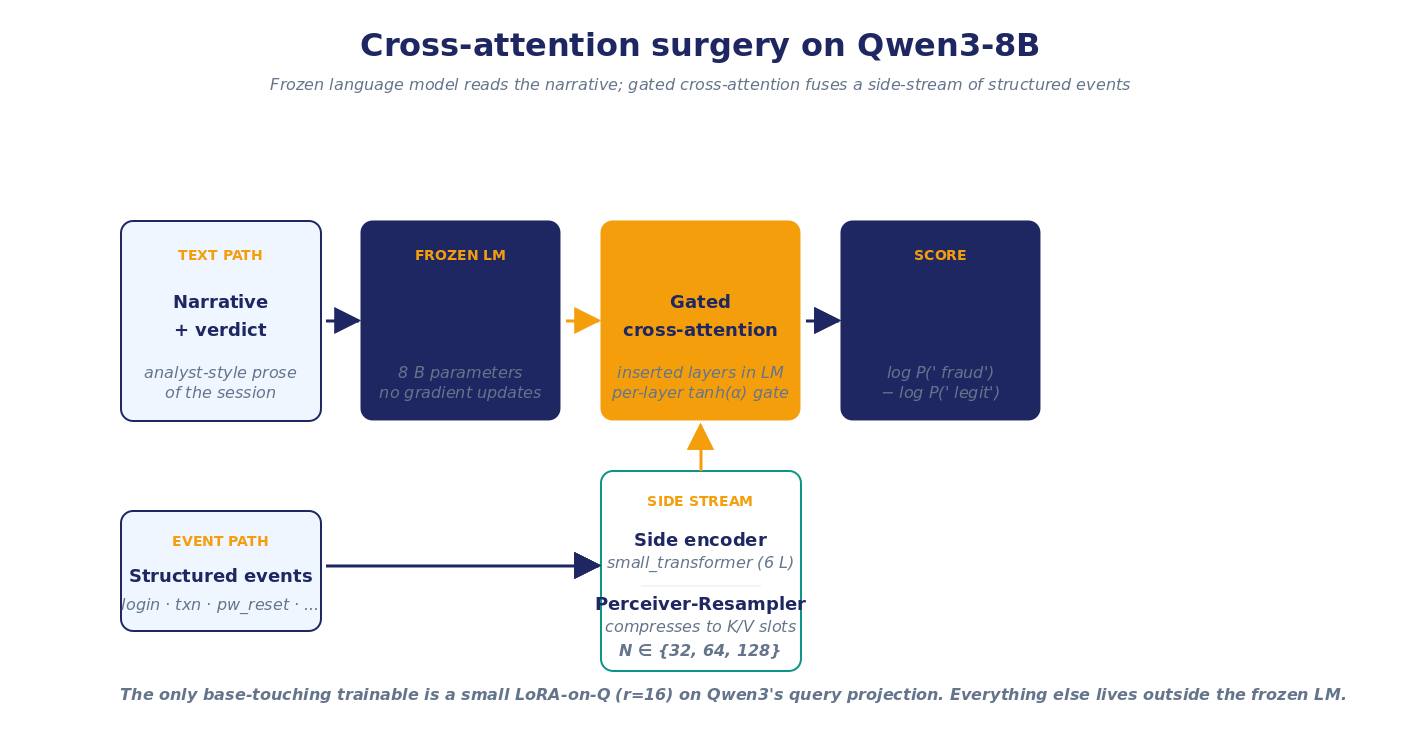 Cross-attention surgery on Qwen3-8B
Frozen language model reads the narrative; gated cross-attention fuses a side-stream of structured events
TEXT PATH
Narrative
+ verdict
analyst-style prose
of the session
FROZEN LM
8 B parameters
no gradient updates
Gated
cross-attention
inserted layers in LM
per-layer tanh(α) gate
SCORE
log P(' fraud')
− log P(' legit')
EVENT PATH
Structured events
login · txn · pw_reset · ...
SIDE STREAM
Side encoder
small_transformer (6 L)
Perceiver-Resampler
compresses to K/V slots
N ∈ {32, 64, 128}
The only base-touching trainable is a small LoRA-on-Q (r=16) on Qwen3's query projection. Everything else lives outside the frozen LM.